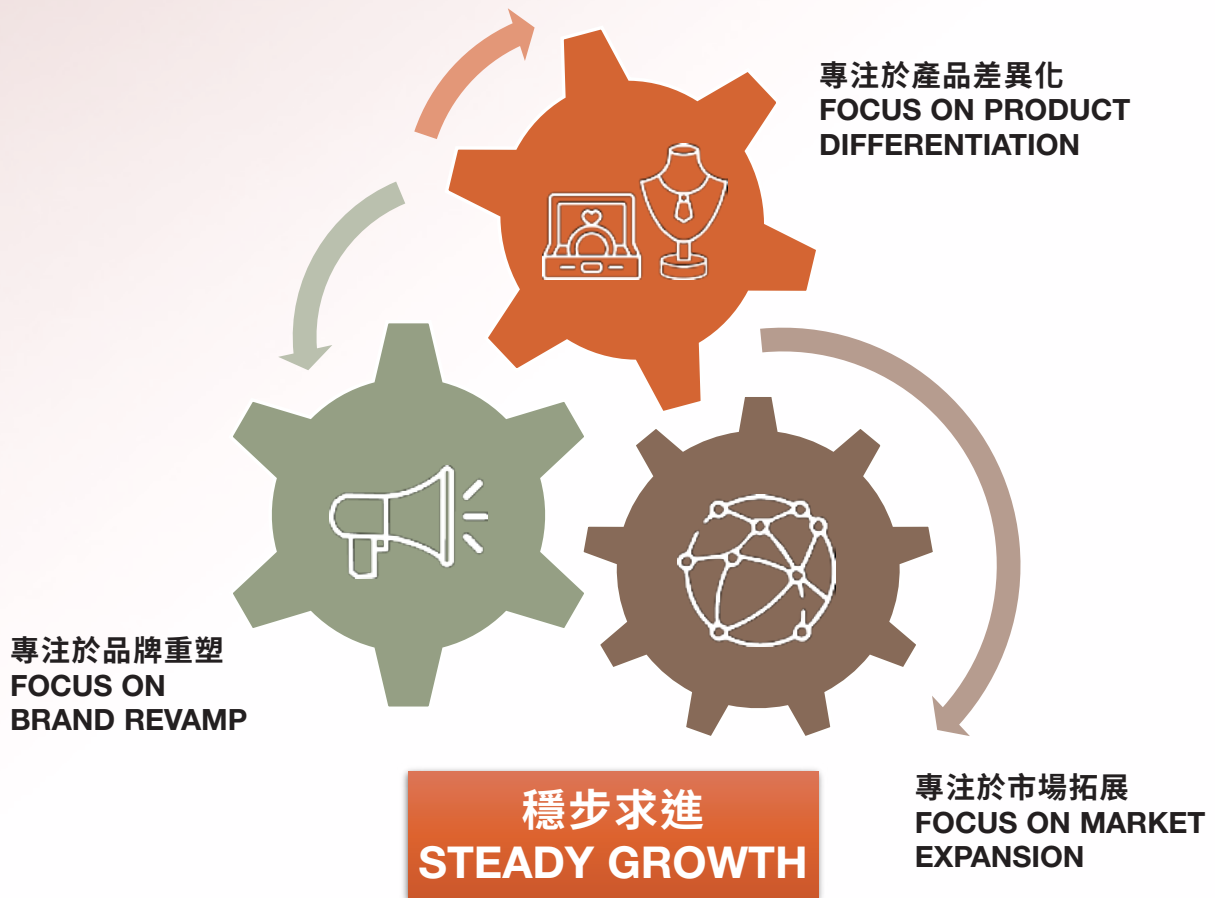 專注於產品差異化
FOCUS ON PRODUCT
DIFFERENTIATION
專注於品牌重塑
FOCUS ON
BRAND REVAMP
專注於市場拓展
FOCUS ON MARKET
EXPANSION
穩步求進
STEADY GROWTH